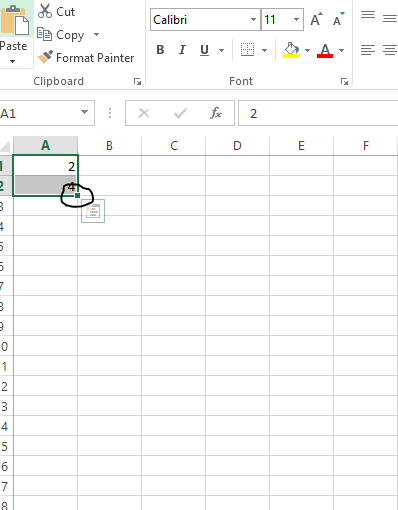 Cut
Calibri 11 A A
Copy
Paste
Format Painter
B I U A
Clipboard Font
A1 fx 2
A B C D E F
1 2
2 4
3
4
5
6
7
8
9
0
1
2
3
4
5
6
7
8